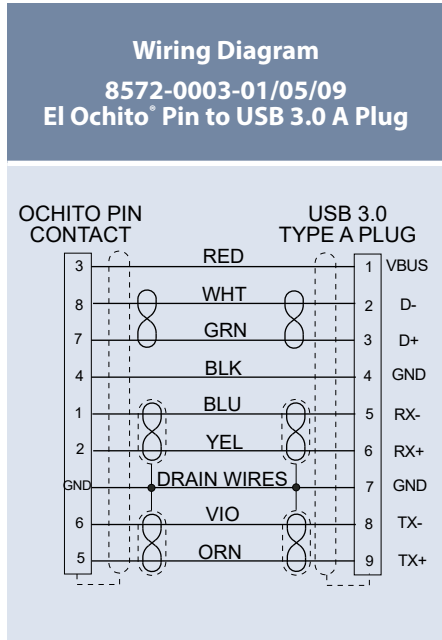 Wiring Diagram
8572-0003-01/05/09
El Ochito® Pin to USB 3.0 A Plug
OCHITO PIN CONTACT
USB 3.0 TYPE A PLUG
3 RED 1 VBUS
8 WHT 2 D-
7 GRN 3 D+
4 BLK 4 GND
1 BLU 5 RX-
2 YEL 6 RX+
GND DRAIN WIRES 7 GND
6 VIO 8 TX-
5 ORN 9 TX+